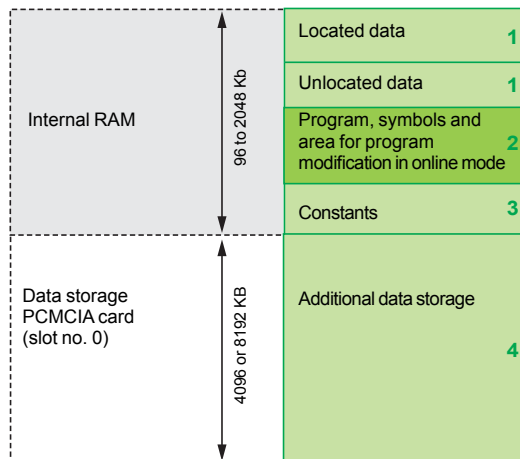 Located data
1
Unlocated data
1
Internal RAM
96 to 2048 Kb
Program, symbols and
area for program
modification in online mode
2
Constants
3
Data storage
PCMCIA card
(slot no. 0)
4096 or 8192 KB
Additional data storage
4